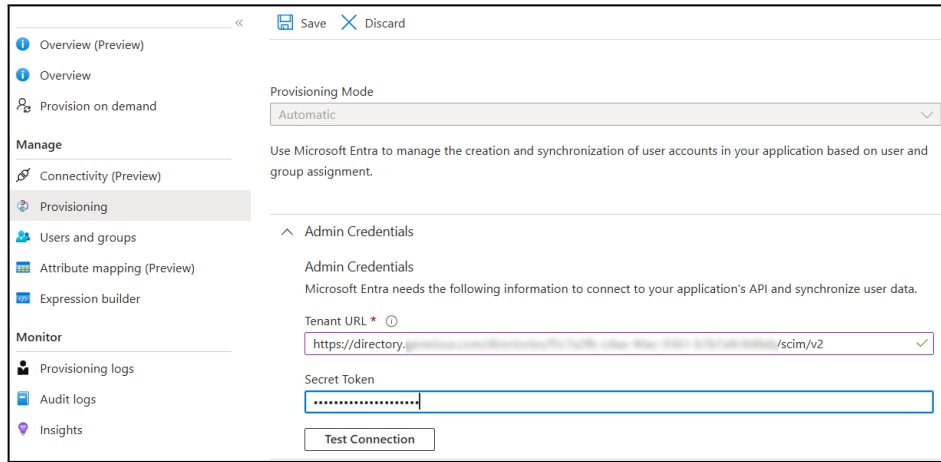 «
Overview (Preview)
Overview
Provision on demand
Manage
Connectivity (Preview)
Provisioning
Users and groups
Attribute mapping (Preview)
Expression builder
Monitor
Provisioning logs
Audit logs
Insights
Save Discard
Provisioning Mode
Automatic
Use Microsoft Entra to manage the creation and synchronization of user accounts in your application based on user and
group assignment.
Admin Credentials
Admin Credentials
Microsoft Entra needs the following information to connect to your application's API and synchronize user data.
Tenant URL *
https://directory. /scim/v2
Secret Token
•••••••••••••••••••••
Test Connection